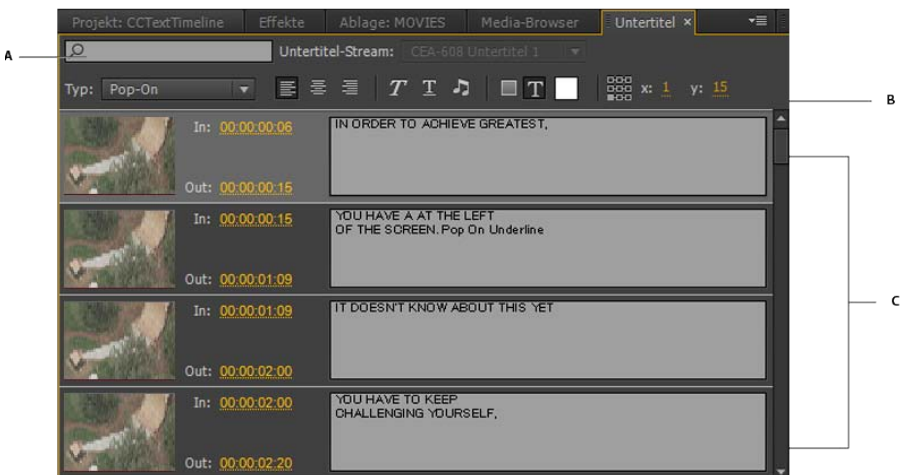 Projekt: CCTextTimeline Effekte Ablage: MOVIES Media-Browser Untertitel ×
A
Untertitel-Stream: CEA-608 Untertitel 1
Typ: Pop-On T T T x: 1 y: 15
B
In: 00:00:00:06 IN ORDER TO ACHIEVE GREATEST,
Out: 00:00:00:15
In: 00:00:00:15 YOU HAVE A AT THE LEFT
OF THE SCREEN. Pop On Underline
Out: 00:00:01:09
C
In: 00:00:01:09 IT DOESN'T KNOW ABOUT THIS YET
Out: 00:00:02:00
In: 00:00:02:00 YOU HAVE TO KEEP
CHALLENGING YOURSELF,
Out: 00:00:02:20